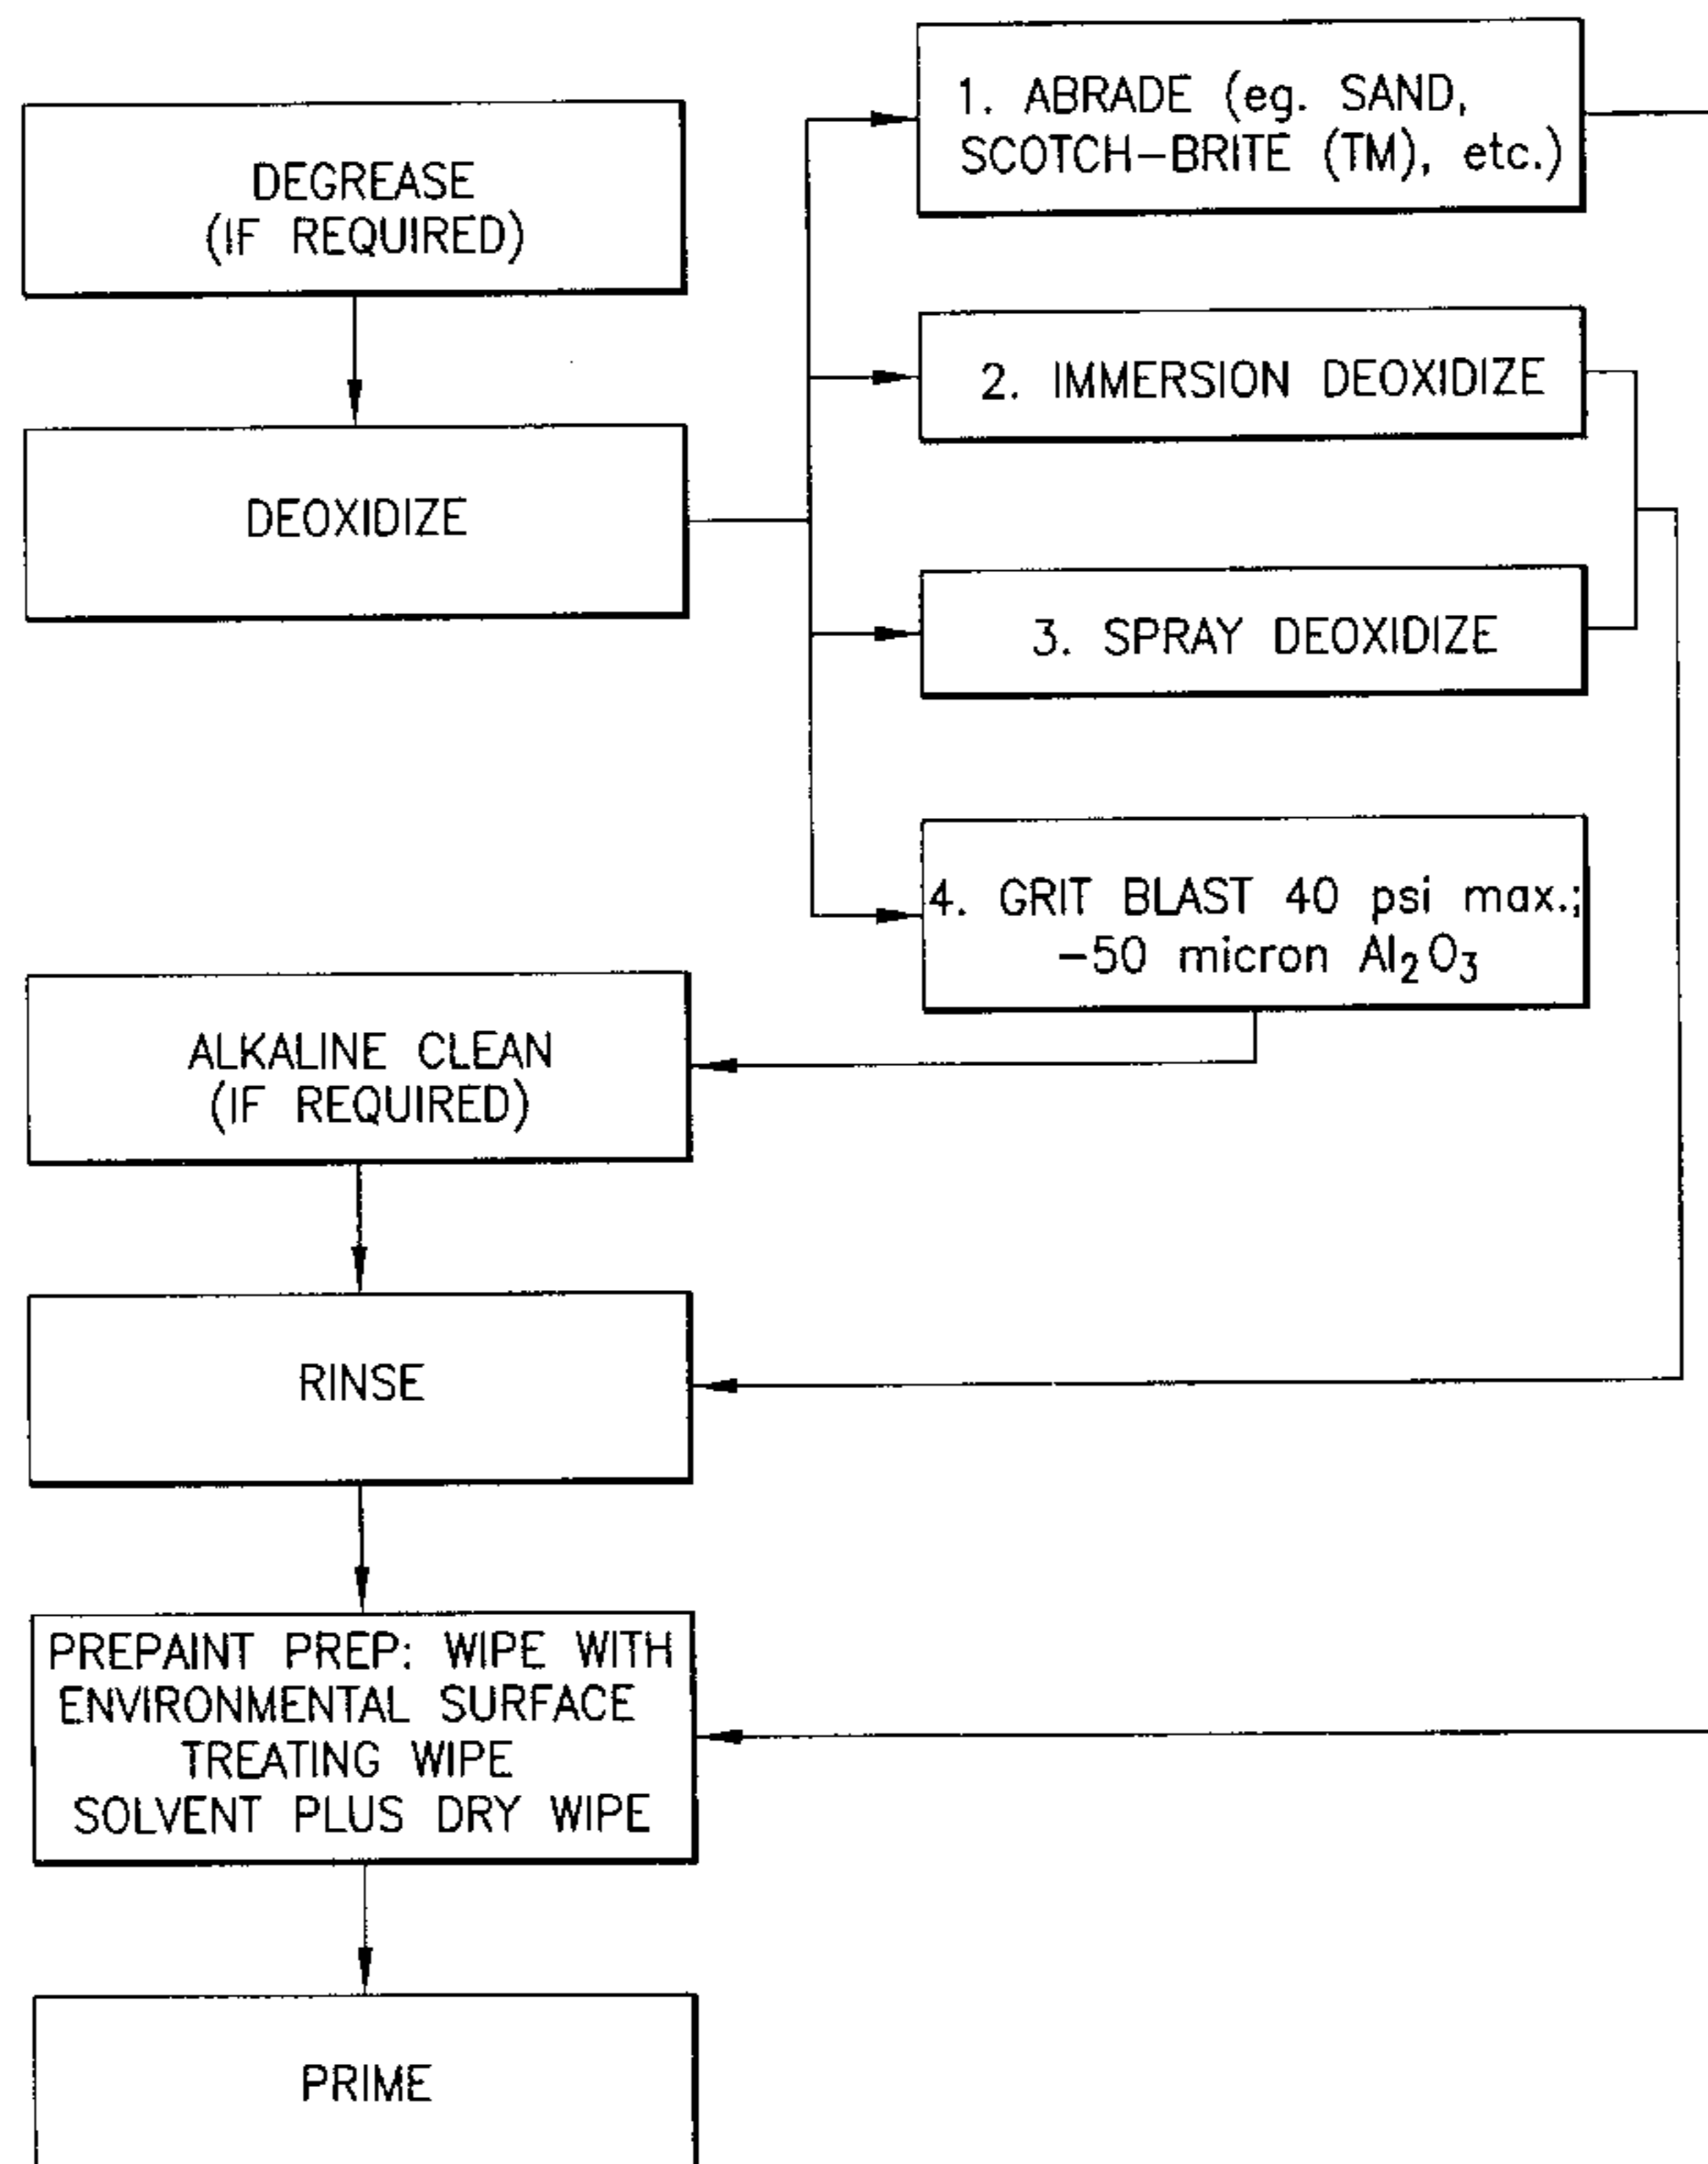 DEGREASE
(IF REQUIRED)
DEOXIDIZE
1. ABRADE (eg. SAND,
SCOTCH-BRITE (TM), etc.)
2. IMMERSION DEOXIDIZE
3. SPRAY DEOXIDIZE
4. GRIT BLAST 40 psi max.;
-50 micron Al₂O₃
ALKALINE CLEAN
(IF REQUIRED)
RINSE
PREPAINT PREP: WIPE WITH
ENVIRONMENTAL SURFACE
TREATING WIPE
SOLVENT PLUS DRY WIPE
PRIME